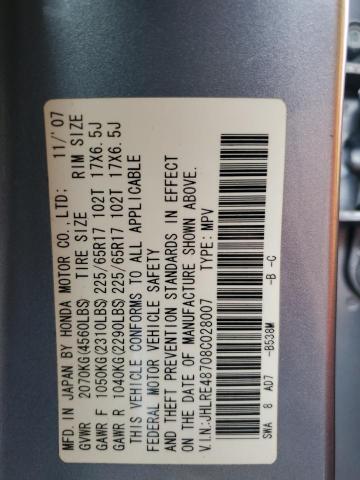 MFD. IN JAPAN BY HONDA MOTOR CO.,LTD: 11/'07
GVWR 2070KG(4560LBS) TIRE SIZE RIM SIZE
GAWR F 1050KG(2310LBS)225/65R17 102T 17X6.5J
GAWR R 1040KG(2290LBS)225/65R17 102T 17X6.5J
THIS VEHICLE CONFORMS TO ALL APPLICABLE
FEDERAL MOTOR VEHICLE SAFETY
AND THEFT PREVENTION STANDARDS IN EFFECT
ON THE DATE OF MANUFACTURE SHOWN ABOVE.
V.I.N:JHLRE48708C028007 TYPE: MPV
SWA 8 AD7 -B538M -B -C